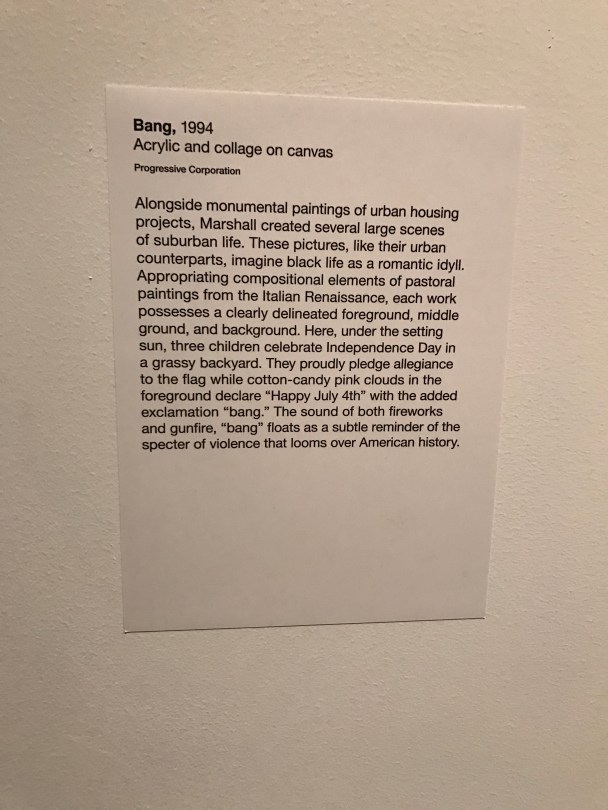 Bang, 1994
Acrylic and collage on canvas
Progressive Corporation
Alongside monumental paintings of urban housing
projects, Marshall created several large scenes
of suburban life. These pictures, like their urban
counterparts, imagine black life as a romantic idyll.
Appropriating compositional elements of pastoral
paintings from the Italian Renaissance, each work
possesses a clearly delineated foreground, middle
ground, and background. Here, under the setting
sun, three children celebrate Independence Day in
a grassy backyard. They proudly pledge allegiance
to the flag while cotton-candy pink clouds in the
foreground declare “Happy July 4th” with the added
exclamation “bang.” The sound of both fireworks
and gunfire, “bang” floats as a subtle reminder of the
specter of violence that looms over American history.